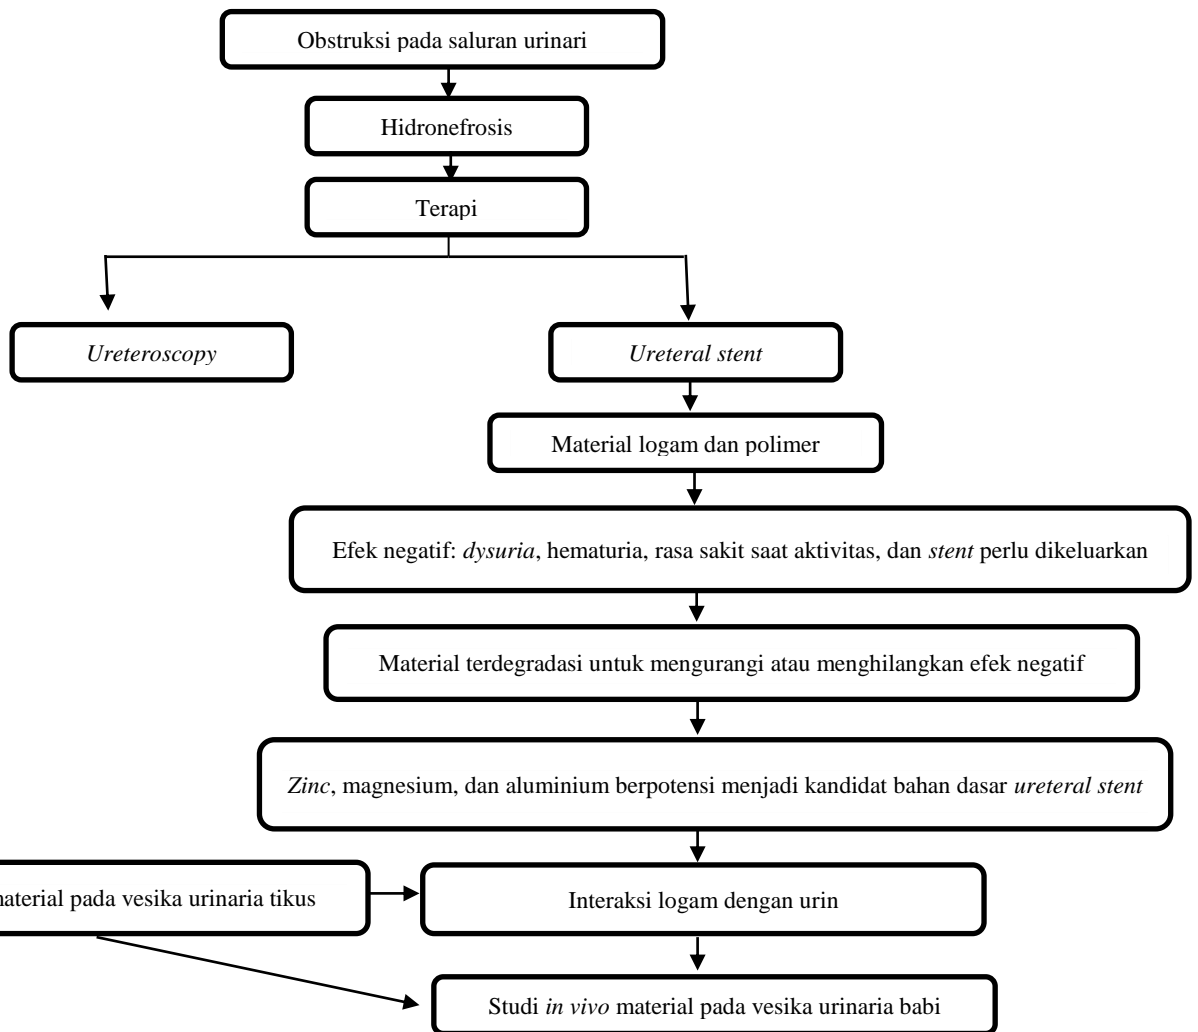 Obstruksi pada saluran urinari
Hidronefrosis
Terapi
Ureteroscopy
Ureteral stent
Material logam dan polimer
Efek negatif: dysuria, hematuria, rasa sakit saat aktivitas, dan stent perlu dikeluarkan
Material terdegradasi untuk mengurangi atau menghilangkan efek negatif
Zinc, magnesium, dan aluminium berpotensi menjadi kandidat bahan dasar ureteral stent
material pada vesika urinaria tikus
Interaksi logam dengan urin
Studi in vivo material pada vesika urinaria babi